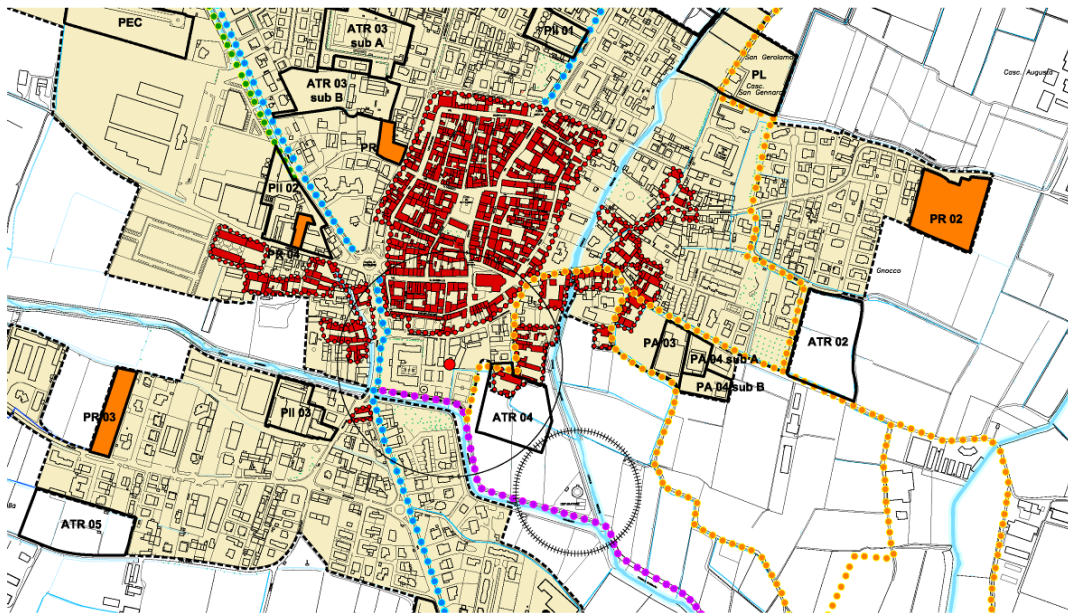 PEC
ATR 03
sub A
PII 01
San Gerolamo
PL
Casc.
San Gennaro
Casc. Augusta
ATR 03
sub B
PR
PII 02
PR 02
PR 04
Gnocco
PA 03
PA 04 sub A
ATR 02
PA 04 sub B
PR 03
PII 03
ATR 04
ATR 05